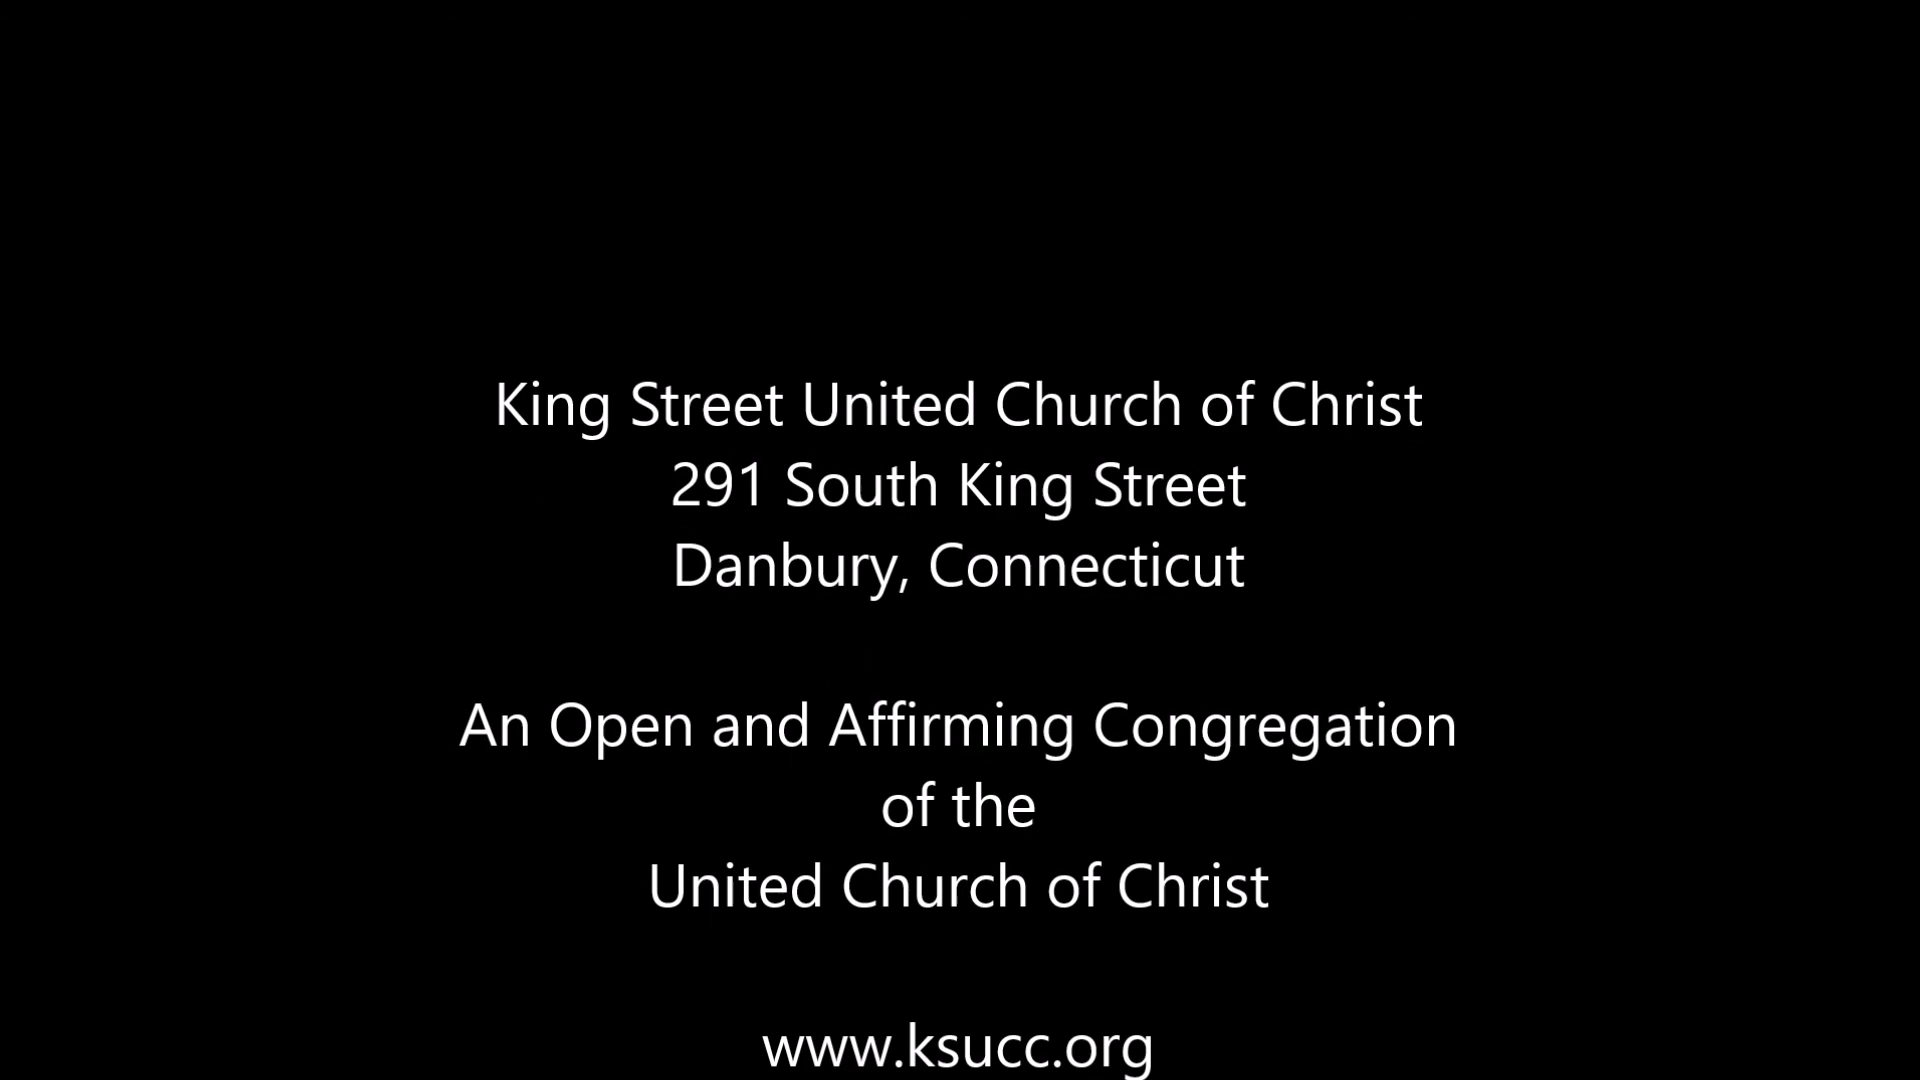 King Street United Church of Christ
291 South King Street
Danbury, Connecticut
An Open and Affirming Congregation
of the
United Church of Christ
www.ksucc.org